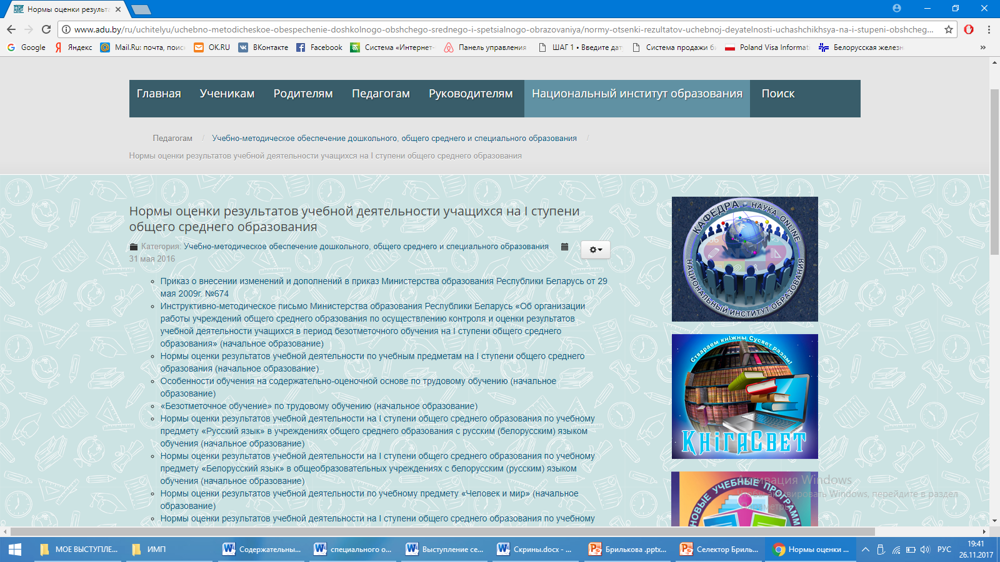 Нормы оценки результа
www.adu.by/ru/uchitelyu/uchebno-metodicheskoe-obespechenie-doshkolnogo-obshchego-srednego-i-spetsialnogo-obrazovaniya/normy-otsenki-rezultatov-uchebnoj-deyatelnosti-uchashchikhsya-na-i-stupeni-obshcheg...
Google Яндекс Mail.Ru: почта, поис OK.RU ВКонтакте Facebook Система «Интернет- Панель управления ШАГ 1 • Введите дат Система продажи б Poland Visa Informati Белорусская железн »
Главная Ученикам Родителям Педагогам Руководителям Национальный институт образования Поиск
Педагогам / Учебно-методическое обеспечение дошкольного, общего среднего и специального образования /
Нормы оценки результатов учебной деятельности учащихся на I ступени общего среднего образования
Нормы оценки результатов учебной деятельности учащихся на I ступени
общего среднего образования
Категория: Учебно-методическое обеспечение дошкольного, общего среднего и специального образования
31 мая 2016
Приказ о внесении изменений и дополнений в приказ Министерства образования Республики Беларусь от 29
мая 2009г. №674
Инструктивно-методическое письмо Министерства образования Республики Беларусь «Об организации
работы учреждений общего среднего образования по осуществлению контроля и оценки результатов
учебной деятельности учащихся в период безотметочного обучения на I ступени общего среднего
образования» (начальное образование)
Нормы оценки результатов учебной деятельности по учебным предметам на I ступени общего среднего
образования (начальное образование)
Особенности обучения на содержательно-оценочной основе по трудовому обучению (начальное
образование)
«Безотметочное обучение» по трудовому обучению (начальное образование)
Нормы оценки результатов учебной деятельности на I ступени общего среднего образования по учебному
предмету «Русский язык» в учреждениях общего среднего образования с русским (белорусским) языком
обучения (начальное образование)
Нормы оценки результатов учебной деятельности на I ступени общего среднего образования по учебному
предмету «Белорусский язык» в общеобразовательных учреждениях с белорусским (русским) языком
обучения (начальное образование)
Нормы оценки результатов учебной деятельности по учебному предмету «Человек и мир» (начальное
образование)
Нормы оценки результатов учебной деятельности на I ступени общего среднего образования по учебному
КАФЕДРА • НАУКА ONLINE
НАЦИОНАЛЬНЫЙ ИНСТИТУТ ОБРАЗОВАНИЯ
Ствараем кніжны Сусвет разам!
КНіГАСВЕТ
НОВЫЕ УЧЕБНЫЕ ПРОГРАММ
Активация Windows
Чтобы активировать Windows, перейдите в раздел
МОЕ ВЫСТУПЛЕ... ИМП Содержательны... специального о... Выступление се... Скрины.docx - ... Брилькова .pptx... Селектор Бриль... Нормы оценки ... РУС 19:41
26.11.2017